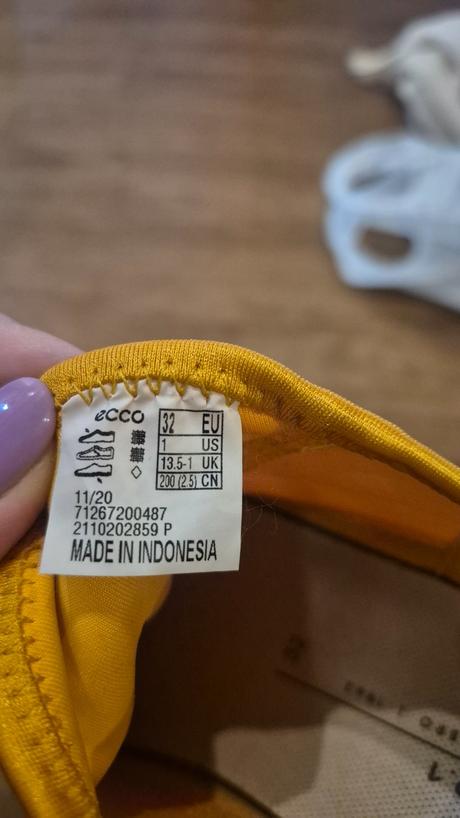 ecco
32 EU
1 US
13.5-1 UK
200 (2.5) CN
11/20
71267200487
2110202859 P
MADE IN INDONESIA